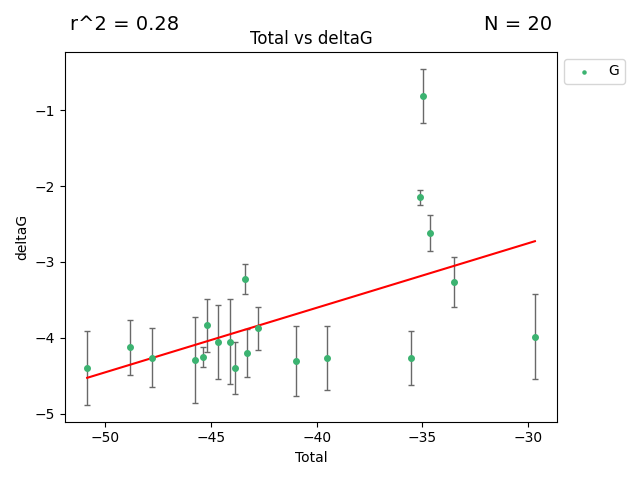 r^2 = 0.28
N = 20
Total vs deltaG
G
−1
−2
−3
−4
−5
deltaG
−50
−45
−40
−35
−30
Total